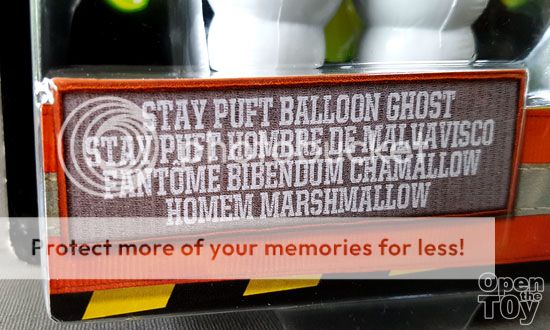 STAY PUFT BALLOON GHOST
STAY PUFT HOMBRE DE MALVAVISCO
FANTÔME BIBENDUM CHAMALLOW
HOMEM MARSHMALLOW
Protect more of your memories for less!
Open
the
Toy